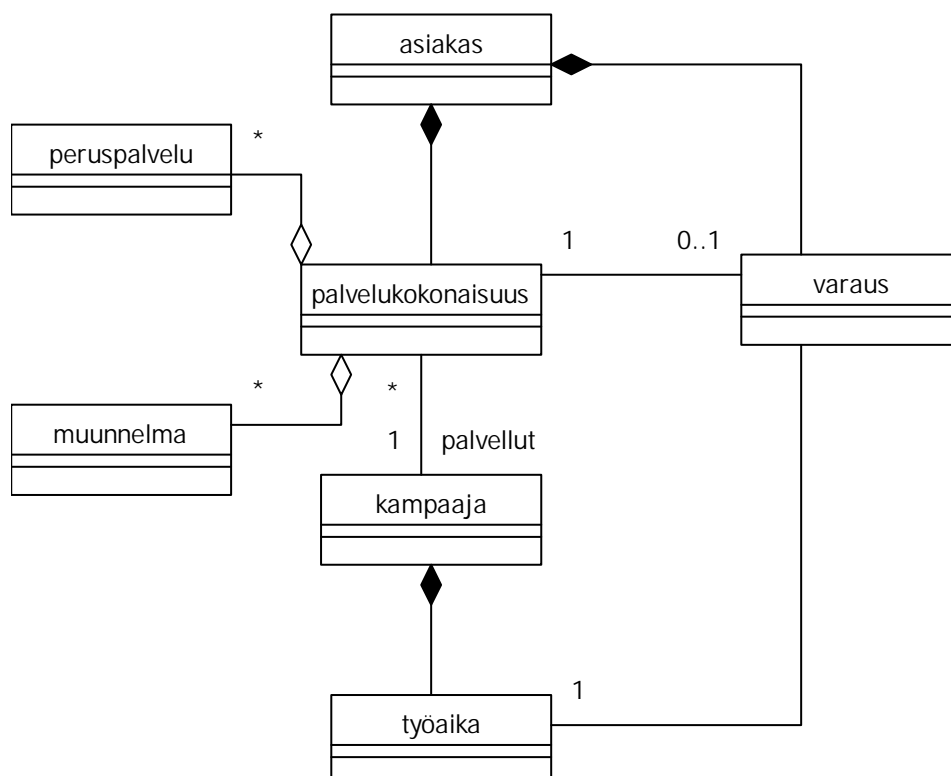 asiakas
*
peruspalvelu
1
0..1
palvelukokonaisuus
varaus
*
*
muunnelma
1
palvellut
kampaaja
1
työaika